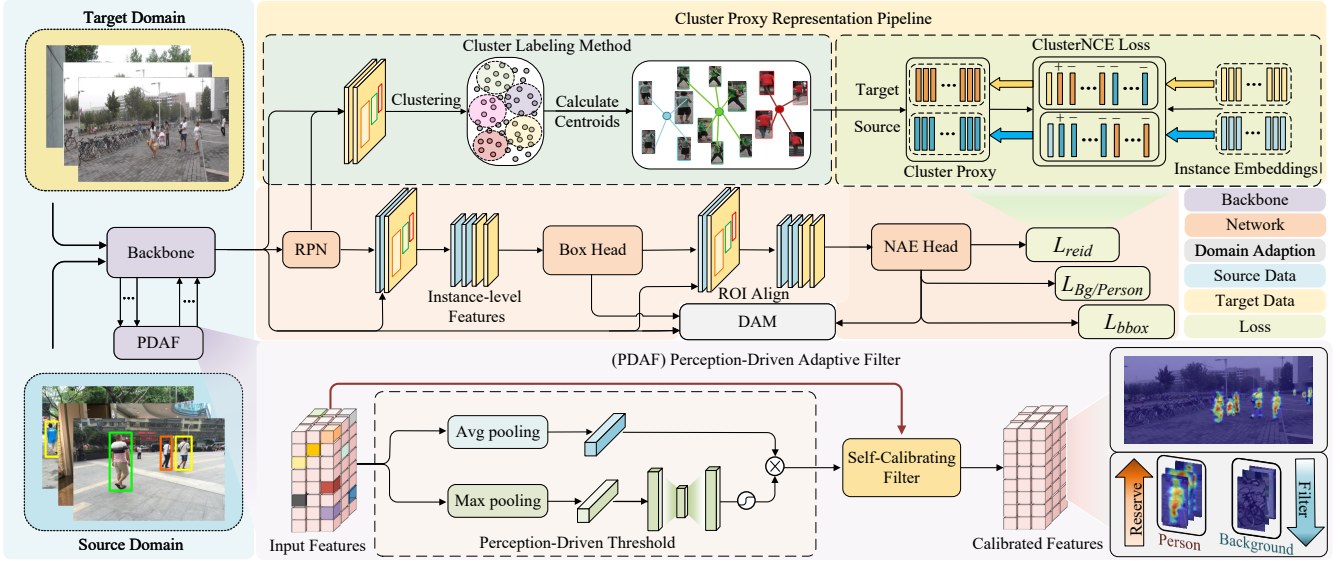 Target Domain
Cluster Proxy Representation Pipeline
Cluster Labeling Method
ClusterNCE Loss
Clustering
Calculate
Centroids
Target
Source
+ − − −
+ − − −
Cluster Proxy
Instance Embeddings
Backbone
RPN
Instance-level
Features
Box Head
ROI Align
NAE Head
DAM
L_reid
L_Bg/Person
L_bbox
Backbone
Network
Domain Adaption
Source Data
Target Data
Loss
PDAF
(PDAF) Perception-Driven Adaptive Filter
Source Domain
Input Features
Avg pooling
Max pooling
Perception-Driven Threshold
Self-Calibrating
Filter
Calibrated Features
Reserve
Person
Background
Filter